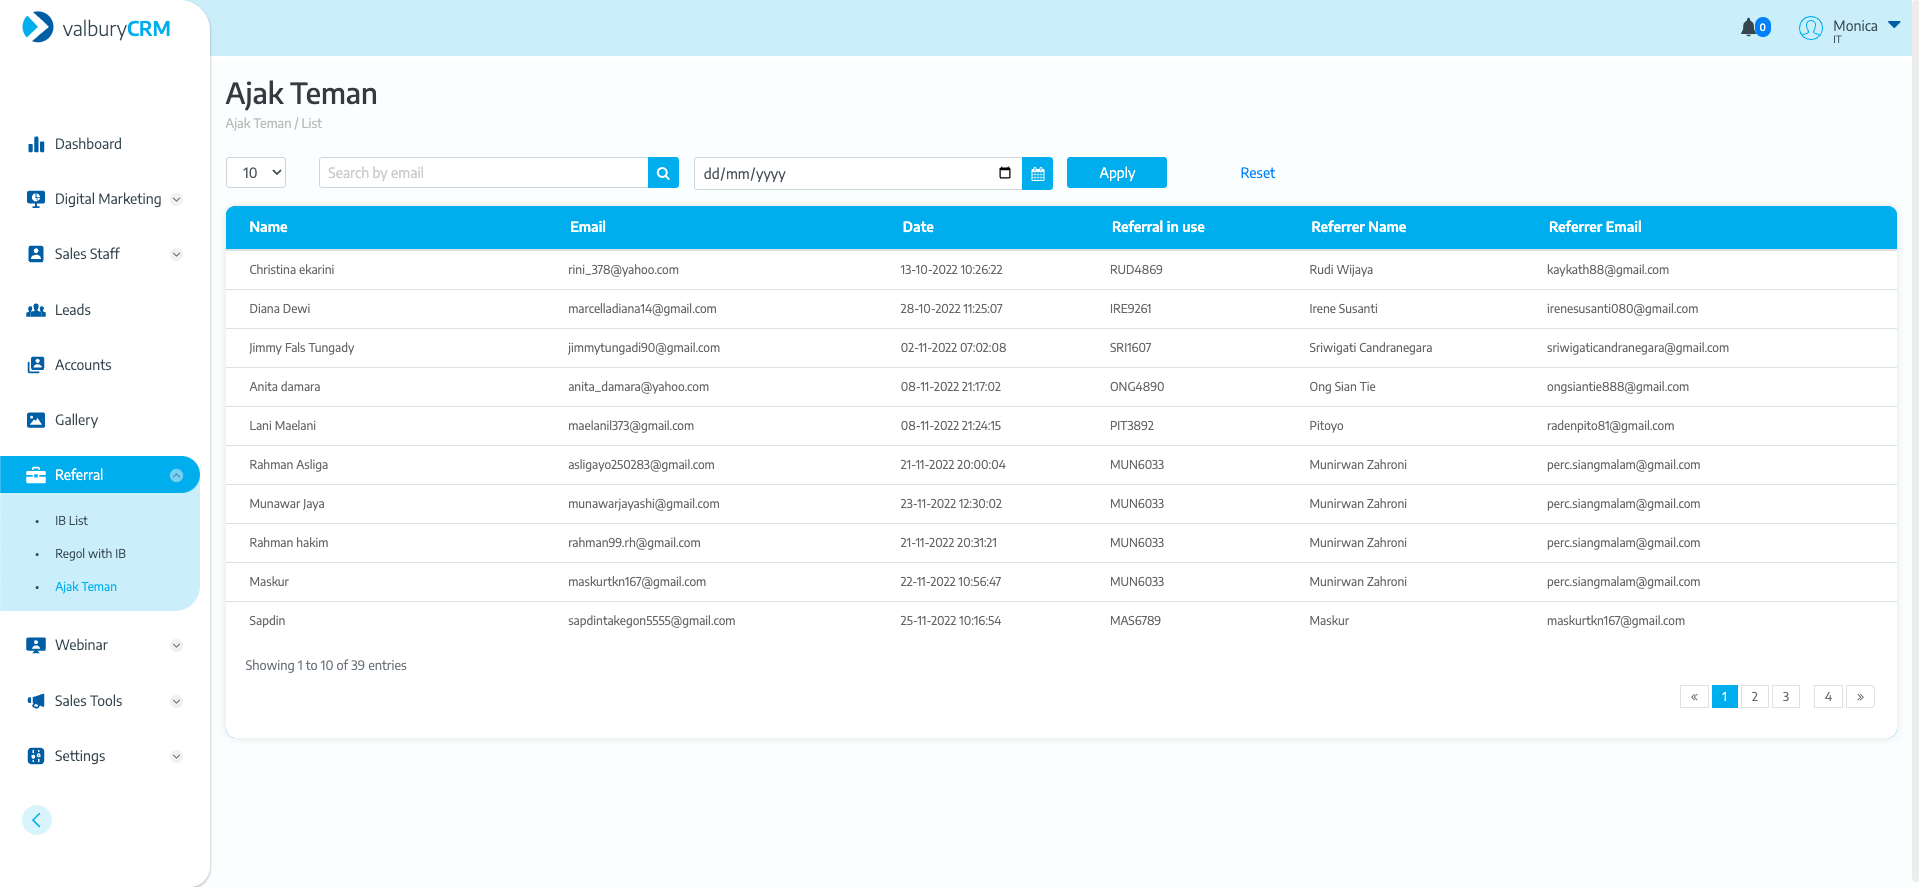 valburyCRM
0
Monica
IT
Dashboard
Digital Marketing
Sales Staff
Leads
Accounts
Gallery
Referral
• IB List
• Regol with IB
• Ajak Teman
Webinar
Sales Tools
Settings
Ajak Teman
Ajak Teman / List
10 Search by email dd/mm/yyyy Apply Reset
Name Email Date Referral in use Referrer Name Referrer Email
Christina ekarini rini_378@yahoo.com 13-10-2022 10:26:22 RUD4869 Rudi Wijaya kaykath88@gmail.com
Diana Dewi marcelladiana14@gmail.com 28-10-2022 11:25:07 IRE9261 Irene Susanti irenesusanti080@gmail.com
Jimmy Fals Tungady jimmytungadi90@gmail.com 02-11-2022 07:02:08 SRI1607 Sriwigati Candranegara sriwigaticandranegara@gmail.com
Anita damara anita_damara@yahoo.com 08-11-2022 21:17:02 ONG4890 Ong Sian Tie ongsiantie888@gmail.com
Lani Maelani maelanil373@gmail.com 08-11-2022 21:24:15 PIT3892 Pitoyo radenpito81@gmail.com
Rahman Asliga asligayo250283@gmail.com 21-11-2022 20:00:04 MUN6033 Munirwan Zahroni perc.siangmalam@gmail.com
Munawar Jaya munawarjayashi@gmail.com 23-11-2022 12:30:02 MUN6033 Munirwan Zahroni perc.siangmalam@gmail.com
Rahman hakim rahman99.rh@gmail.com 21-11-2022 20:31:21 MUN6033 Munirwan Zahroni perc.siangmalam@gmail.com
Maskur maskurtkn167@gmail.com 22-11-2022 10:56:47 MUN6033 Munirwan Zahroni perc.siangmalam@gmail.com
Sapdin sapdintakegon5555@gmail.com 25-11-2022 10:16:54 MAS6789 Maskur maskurtkn167@gmail.com
Showing 1 to 10 of 39 entries
« 1 2 3 4 »